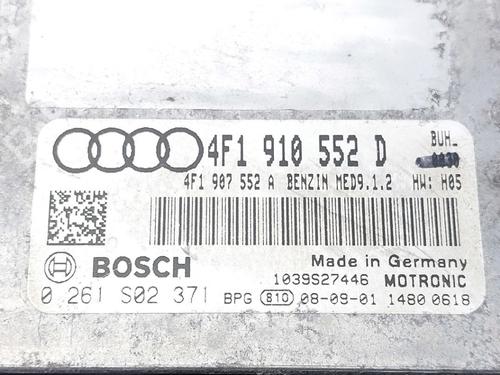 4F1 910 552 D BUH_
4F1 907 552 A BENZIN MED9.1.2 HW: H05
Made in Germany
BOSCH 1039S27446 MOTRONIC
0 261 S02 371 BPG 810 08-09-01 1480 0618